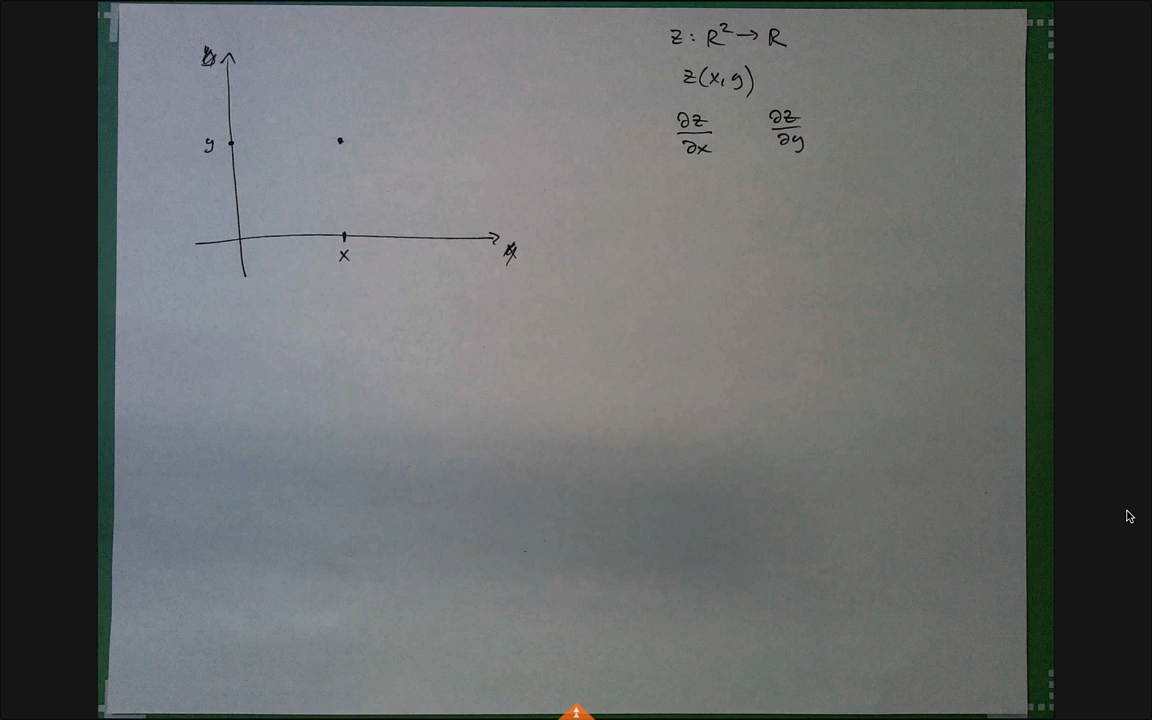 z: R² → R
z(x, y)
∂z/∂x ∂z/∂y
y
x